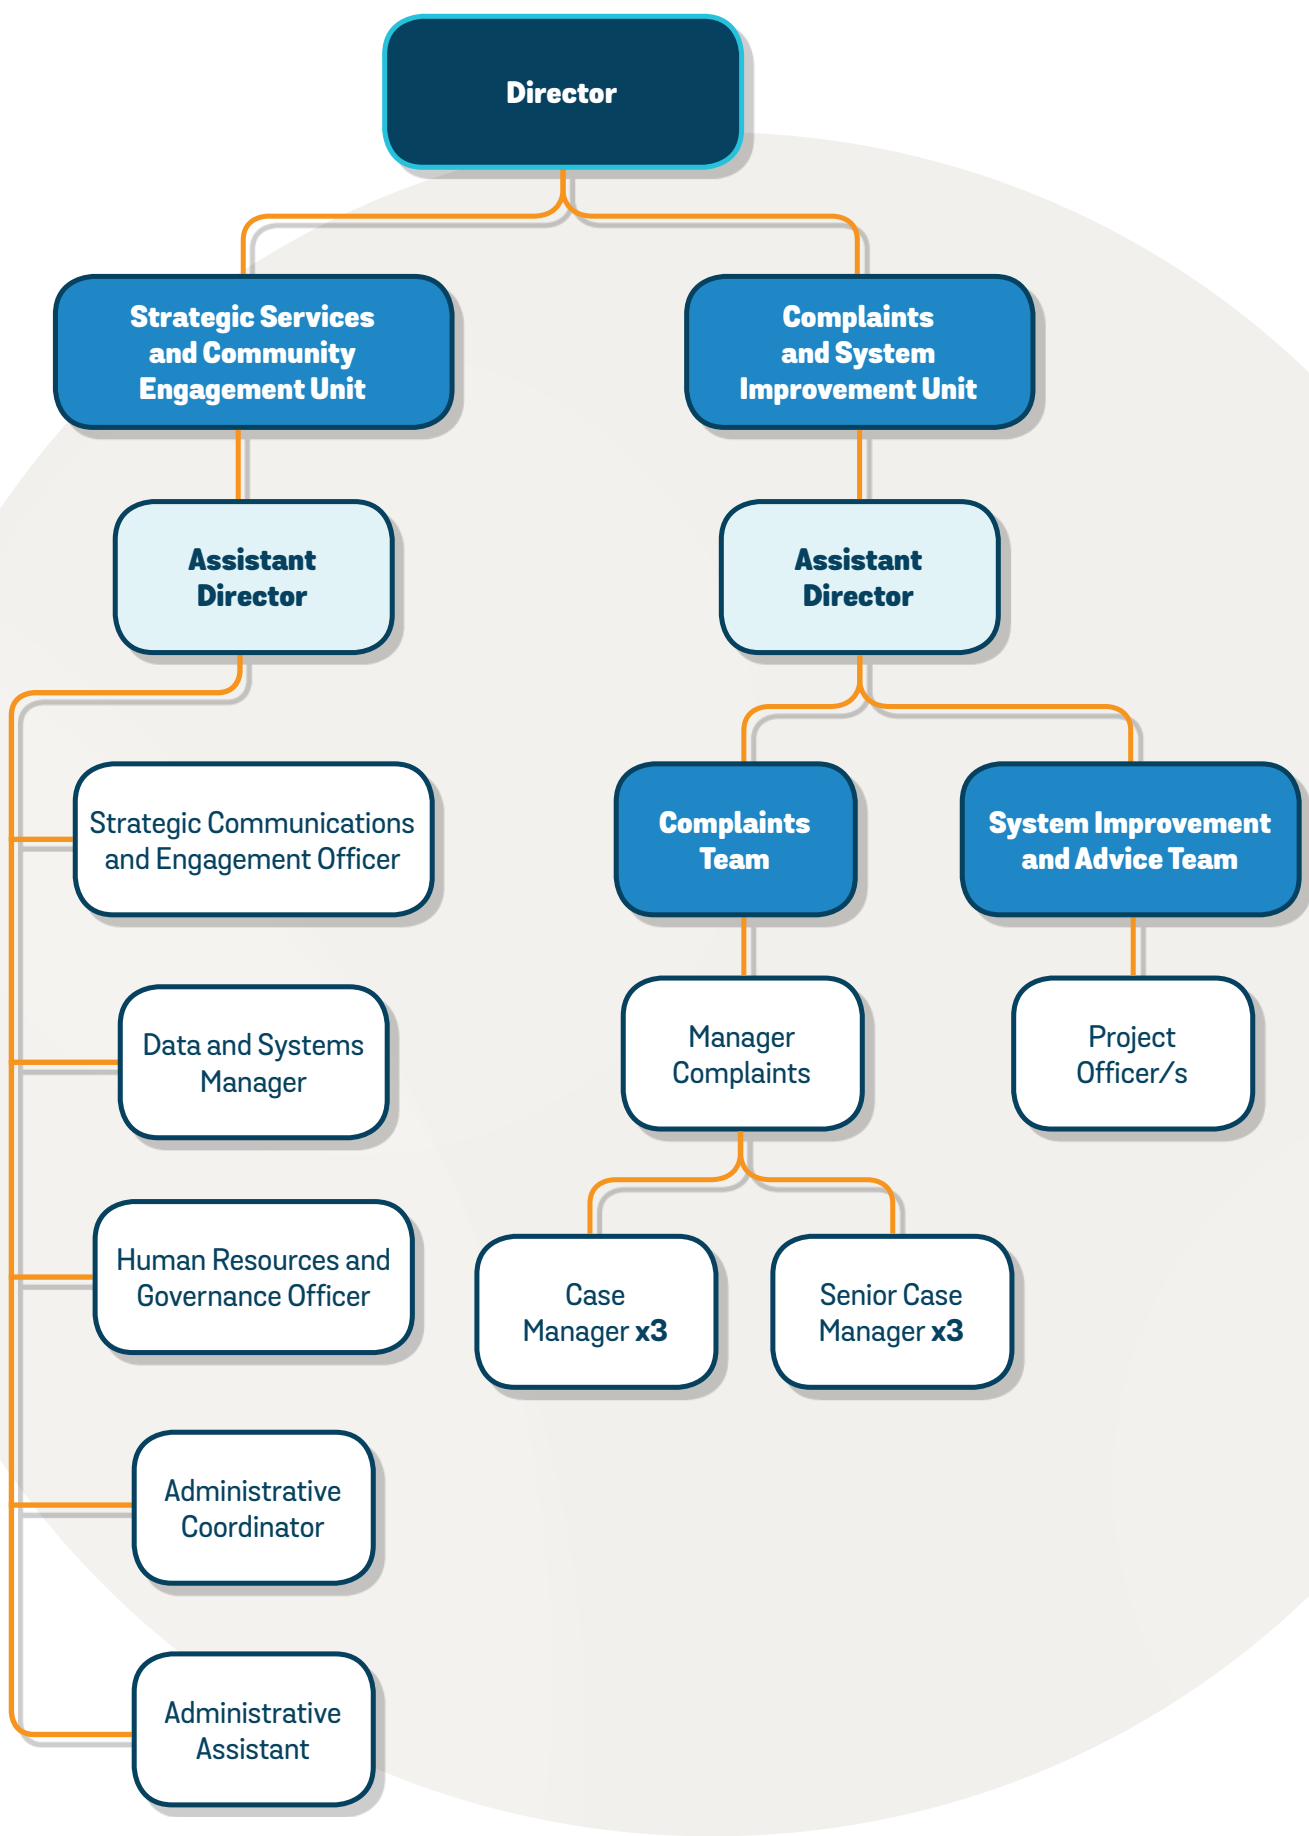 Director
Strategic Services
and Community
Engagement Unit
Complaints
and System
Improvement Unit
Assistant
Director
Assistant
Director
Strategic Communications
and Engagement Officer
Complaints
Team
System Improvement
and Advice Team
Data and Systems
Manager
Manager
Complaints
Project
Officer/s
Human Resources and
Governance Officer
Case
Manager x3
Senior Case
Manager x3
Administrative
Coordinator
Administrative
Assistant